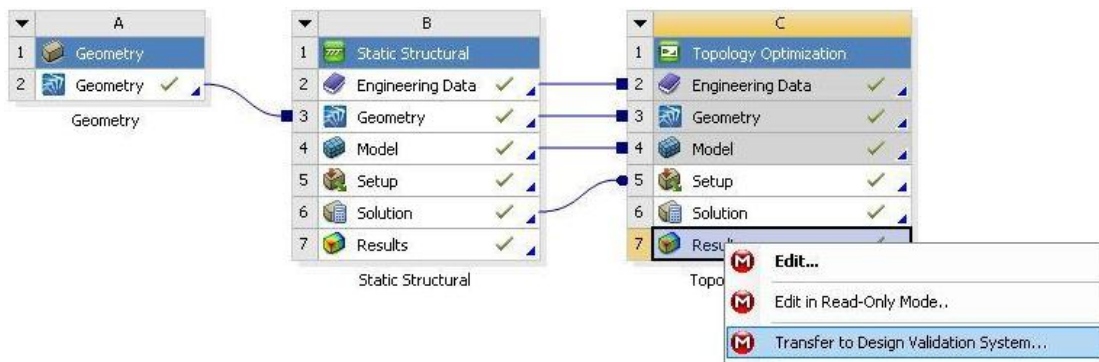 A
1 Geometry
2 Geometry
Geometry
B
1 Static Structural
2 Engineering Data
3 Geometry
4 Model
5 Setup
6 Solution
7 Results
Static Structural
C
1 Topology Optimization
2 Engineering Data
3 Geometry
4 Model
5 Setup
6 Solution
7 Resu
Topo
Edit...
Edit in Read-Only Mode..
Transfer to Design Validation System...